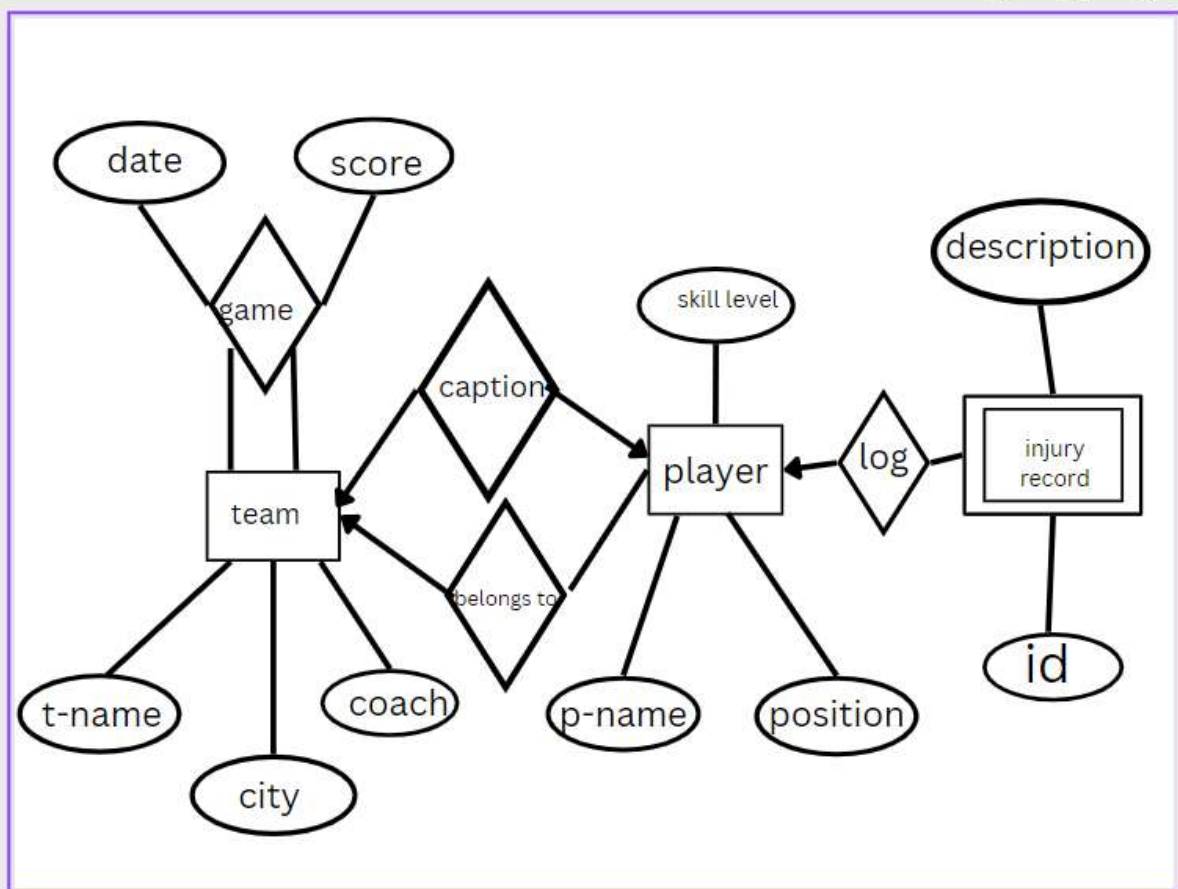 date
score
game
description
skill level
caption
player
log
injury
record
team
belongs to
id
t-name
coach
p-name
position
city